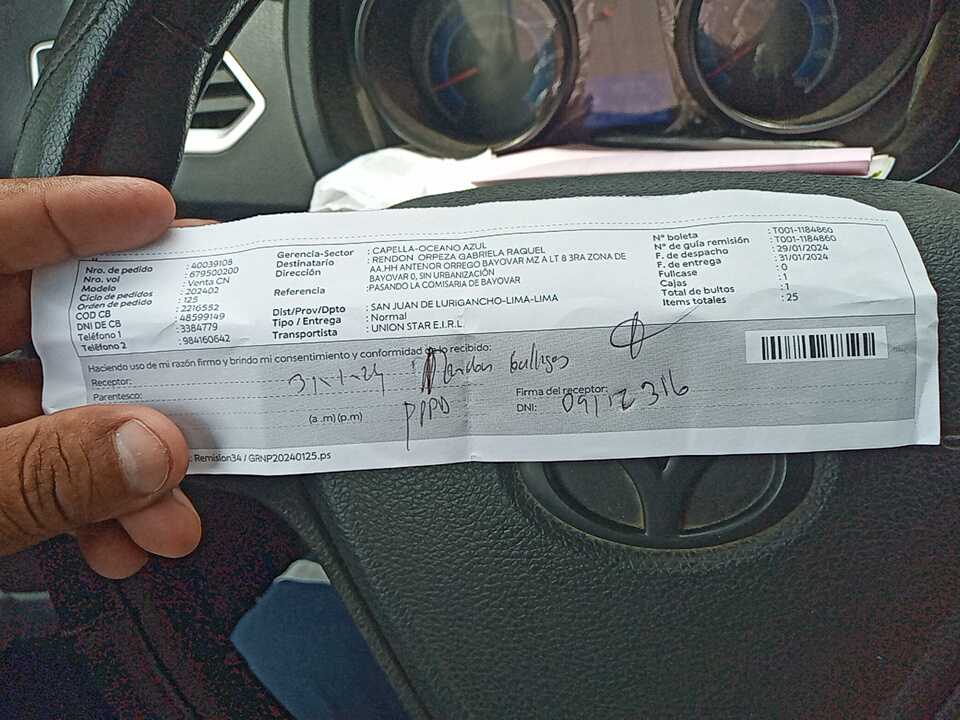 Nro. de pedido : 40039108
Nro. vol : 679500200
Modelo : Venta CN
Ciclo de pedidos : 202402
Orden de pedido : 125
COD CB : 2216552
DNI DE CB : 48599149
Teléfono 1 : 3384779
Teléfono 2 : 984160642
Gerencia-Sector : CAPELLA-OCEANO AZUL
Destinatario : RENDON ORPEZA GABRIELA RAQUEL
Dirección : AA.HH ANTENOR ORREGO BAYOVAR MZ A LT 8 3RA ZONA DE
BAYOVAR 0, SIN URBANIZACIÓN
Referencia : PASANDO LA COMISARIA DE BAYOVAR
Dist/Prov/Dpto : SAN JUAN DE LURIGANCHO-LIMA-LIMA
Tipo / Entrega : Normal
Transportista : UNION STAR E.I.R.L.
N° boleta : T001-1184860
N° de guía remisión : T001-1184860
F. de despacho : 29/01/2024
F. de entrega : 31/01/2024
Fullcase : 0
Cajas : 1
Total de bultos : 1
Items totales : 25
Haciendo uso de mi razón firmo y brindo mi consentimiento y conformidad de lo recibido:
Receptor:
Parentesco:
(a .m) (p.m)
Firma del receptor:
DNI: 09112316
: Remision34 / GRNP20240125.ps